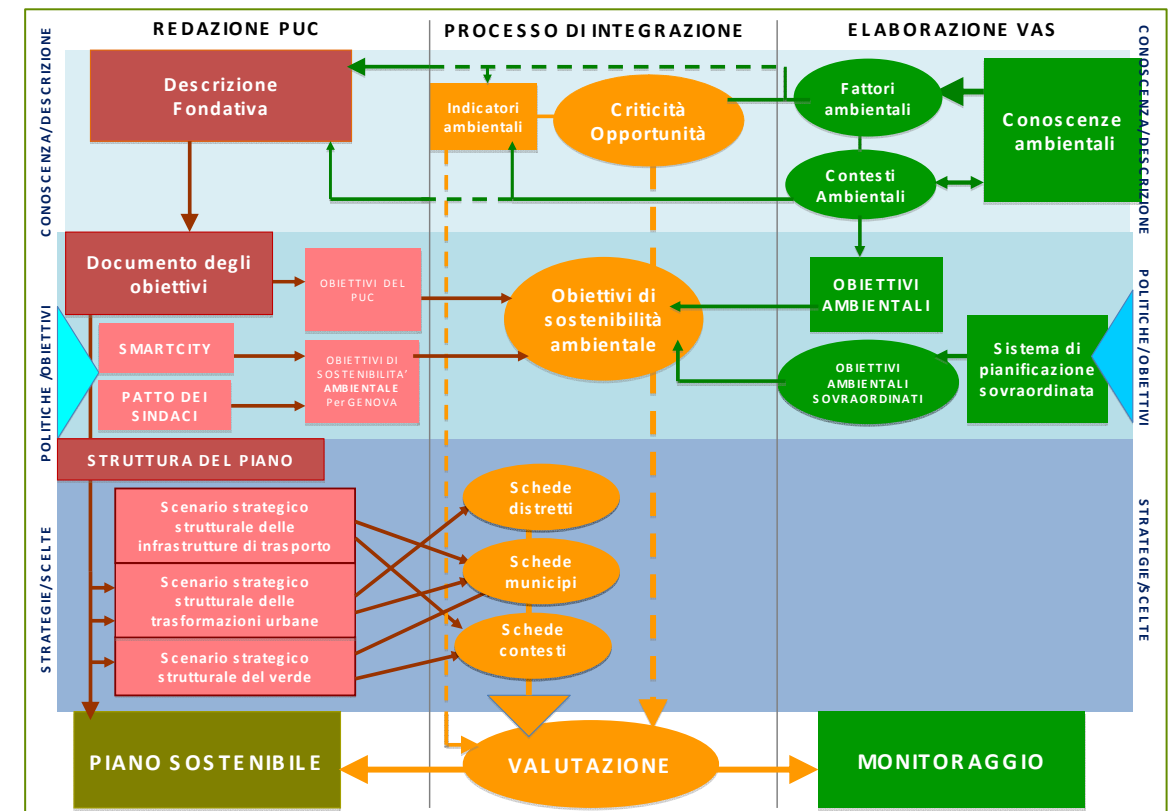 REDAZIONE PUC
PROCESSO DI INTEGRAZIONE
ELABORAZIONE VAS
CONOSCENZA/DESCRIZIONE
Descrizione
Fondativa
Indicatori
ambientali
Criticità
Opportunità
Fattori
ambientali
Conoscenze
ambientali
Contesti
Ambientali
CONOSCENZA/DESCRIZIONE
POLITICHE /OBIETTIVI
Documento degli
obiettivi
OBIETTIVI DEL
PUC
Obiettivi di
sostenibilità
ambientale
OBIETTIVI
AMBIENTALI
SMARTCITY
PATTO DEI
SINDACI
OBIETTIVI DI
SOSTENIBILITA’
AMBIENTALE
Per GENOVA
OBIETTIVI
AMBIENTALI
SOVRAORDINATI
Sistema di
pianificazione
sovraordinata
POLITICHE/OBIETTIVI
STRUTTURA DEL PIANO
STRATEGIE/SCELTE
Scenario strategico
strutturale delle
infrastrutture di trasporto
Scenario strategico
strutturale delle
trasformazioni urbane
Scenario strategico
strutturale del verde
Schede
distretti
Schede
municipi
Schede
contesti
STRATEGIE/SCELTE
PIANO SOSTENIBILE
VALUTAZIONE
MONITORAGGIO